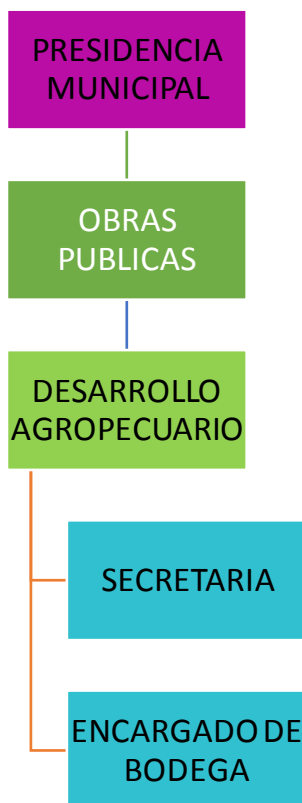 PRESIDENCIA
MUNICIPAL
OBRAS
PUBLICAS
DESARROLLO
AGROPECUARIO
SECRETARIA
ENCARGADO DE
BODEGA